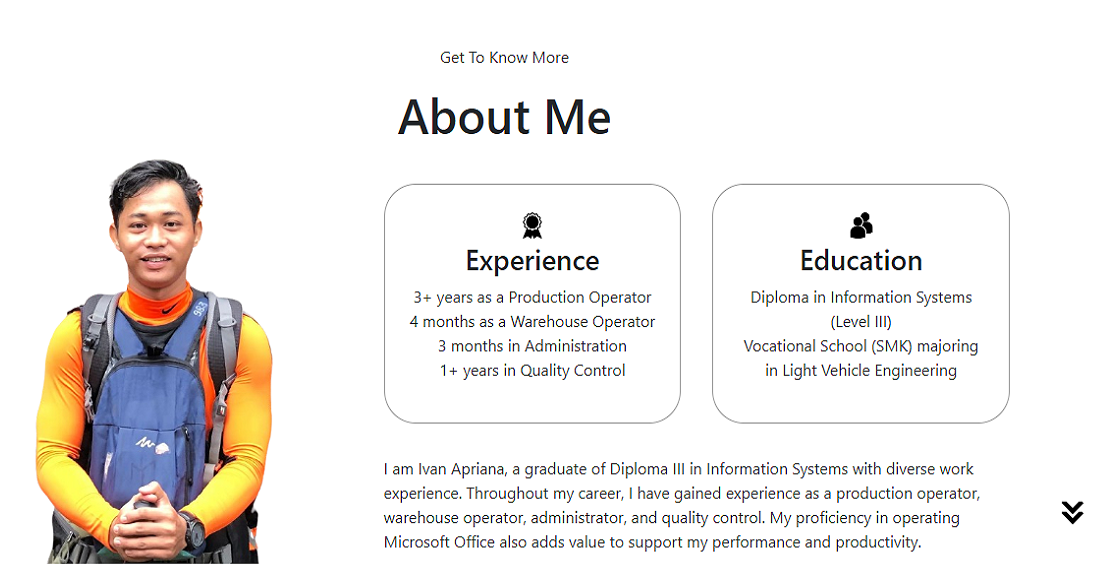 Get To Know More
About Me
Experience
3+ years as a Production Operator
4 months as a Warehouse Operator
3 months in Administration
1+ years in Quality Control
Education
Diploma in Information Systems
(Level III)
Vocational School (SMK) majoring
in Light Vehicle Engineering
I am Ivan Apriana, a graduate of Diploma III in Information Systems with diverse work
experience. Throughout my career, I have gained experience as a production operator,
warehouse operator, administrator, and quality control. My proficiency in operating
Microsoft Office also adds value to support my performance and productivity.